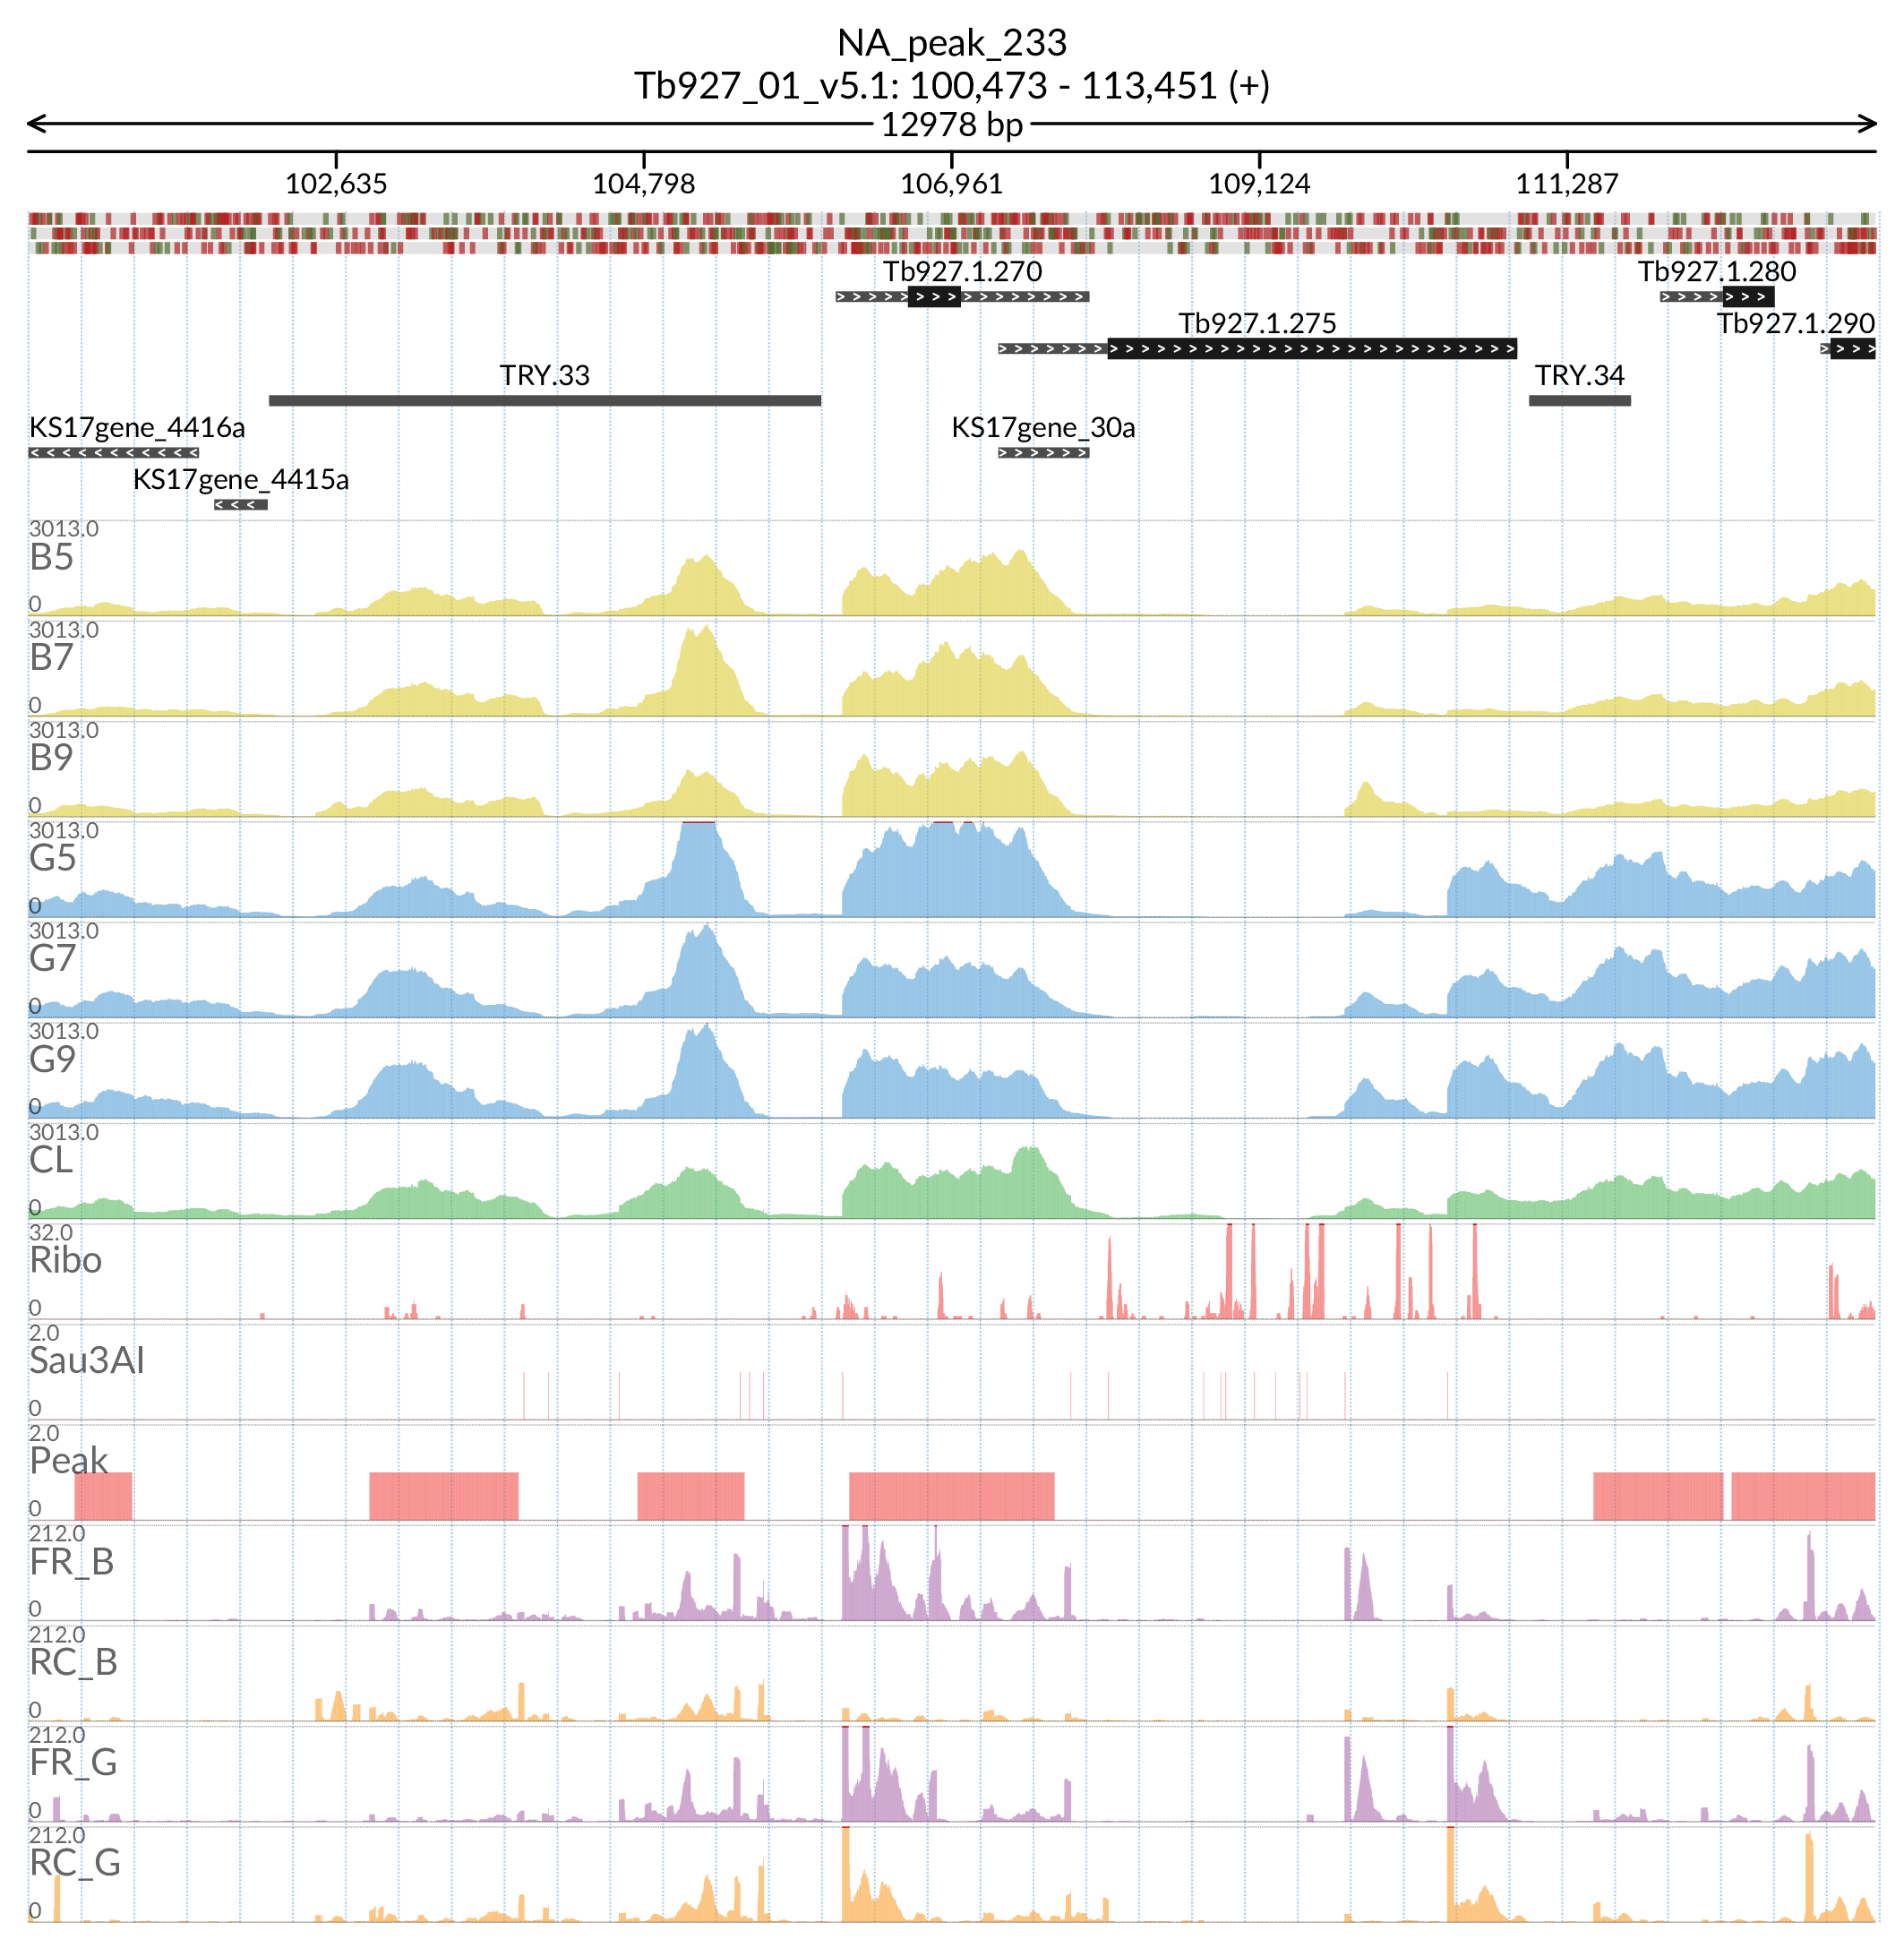 NA_peak_233
Tb927_01_v5.1: 100,473 - 113,451 (+)
12978 bp
102,635 104,798 106,961 109,124 111,287
Tb927.1.270 Tb927.1.280
Tb927.1.275 Tb927.1.290
TRY.33 TRY.34
KS17gene_4416a KS17gene_30a
KS17gene_4415a
3013.0
B5
0
3013.0
B7
0
3013.0
B9
0
3013.0
G5
0
3013.0
G7
0
3013.0
G9
0
3013.0
CL
0
32.0
Ribo
0
2.0
Sau3AI
0
2.0
Peak
0
212.0
FR_B
0
212.0
RC_B
0
212.0
FR_G
0
212.0
RC_G
0